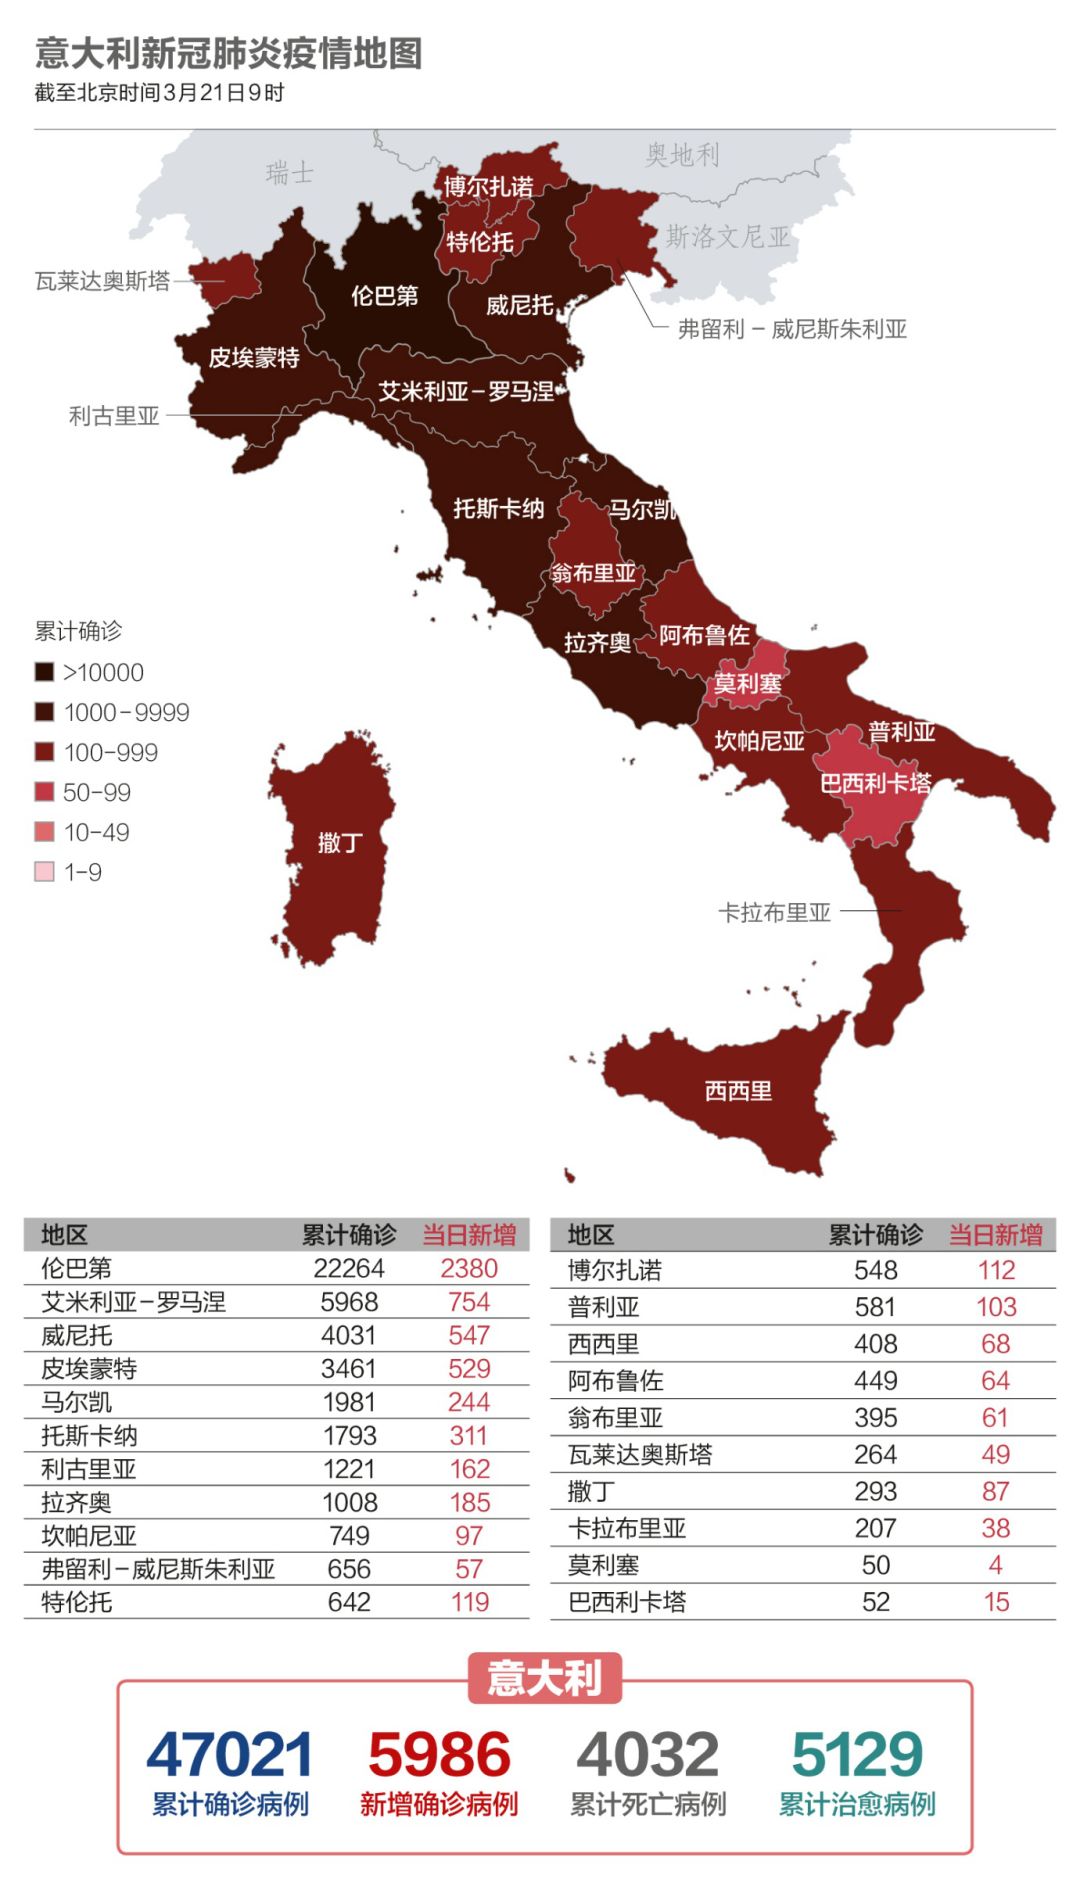 意大利新冠肺炎疫情地图
截至北京时间3月21日9时
瑞士
奥地利
博尔扎诺
特伦托
斯洛文尼亚
瓦莱达奥斯塔
伦巴第
威尼托
弗留利－威尼斯朱利亚
皮埃蒙特
艾米利亚－罗马涅
利古里亚
托斯卡纳
马尔凯
翁布里亚
拉齐奥
阿布鲁佐
莫利塞
坎帕尼亚
普利亚
巴西利卡塔
撒丁
卡拉布里亚
西西里
累计确诊
>10000
1000-9999
100-999
50-99
10-49
1-9
地区 累计确诊 当日新增
伦巴第 22264 2380
艾米利亚－罗马涅 5968 754
威尼托 4031 547
皮埃蒙特 3461 529
马尔凯 1981 244
托斯卡纳 1793 311
利古里亚 1221 162
拉齐奥 1008 185
坎帕尼亚 749 97
弗留利－威尼斯朱利亚 656 57
特伦托 642 119
地区 累计确诊 当日新增
博尔扎诺 548 112
普利亚 581 103
西西里 408 68
阿布鲁佐 449 64
翁布里亚 395 61
瓦莱达奥斯塔 264 49
撒丁 293 87
卡拉布里亚 207 38
莫利塞 50 4
巴西利卡塔 52 15
意大利
47021 5986 4032 5129
累计确诊病例 新增确诊病例 累计死亡病例 累计治愈病例